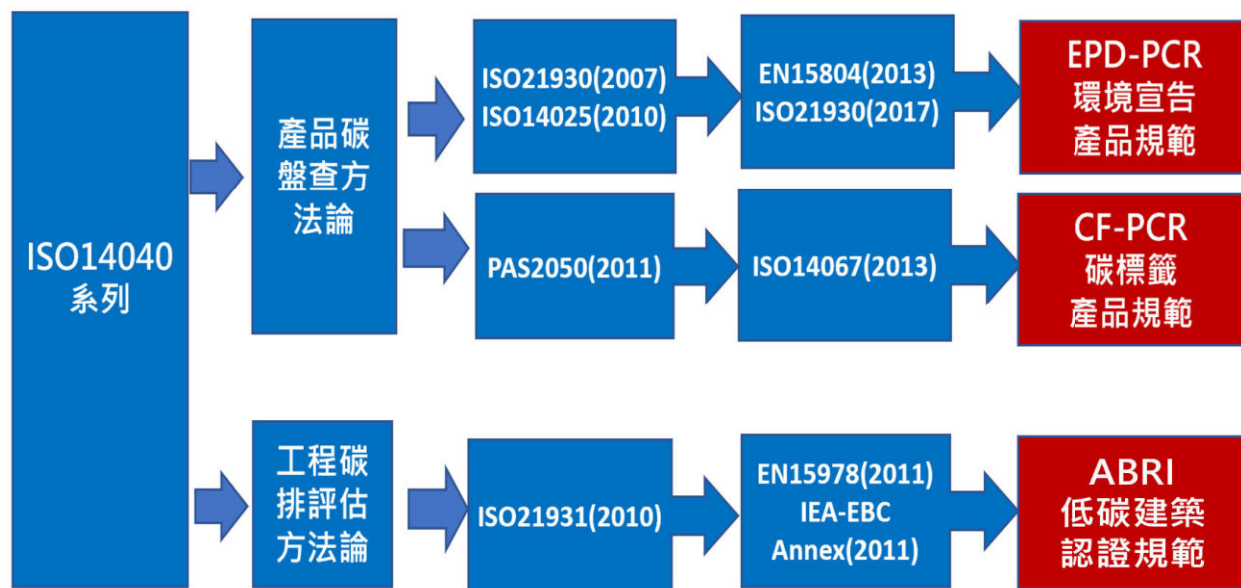 ISO14040
系列
產品碳
盤查方
法論
ISO21930(2007)
ISO14025(2010)
EN15804(2013)
ISO21930(2017)
EPD-PCR
環境宣告
產品規範
PAS2050(2011)
ISO14067(2013)
CF-PCR
碳標籤
產品規範
工程碳
排評估
方法論
ISO21931(2010)
EN15978(2011)
IEA-EBC
Annex(2011)
ABRI
低碳建築
認證規範